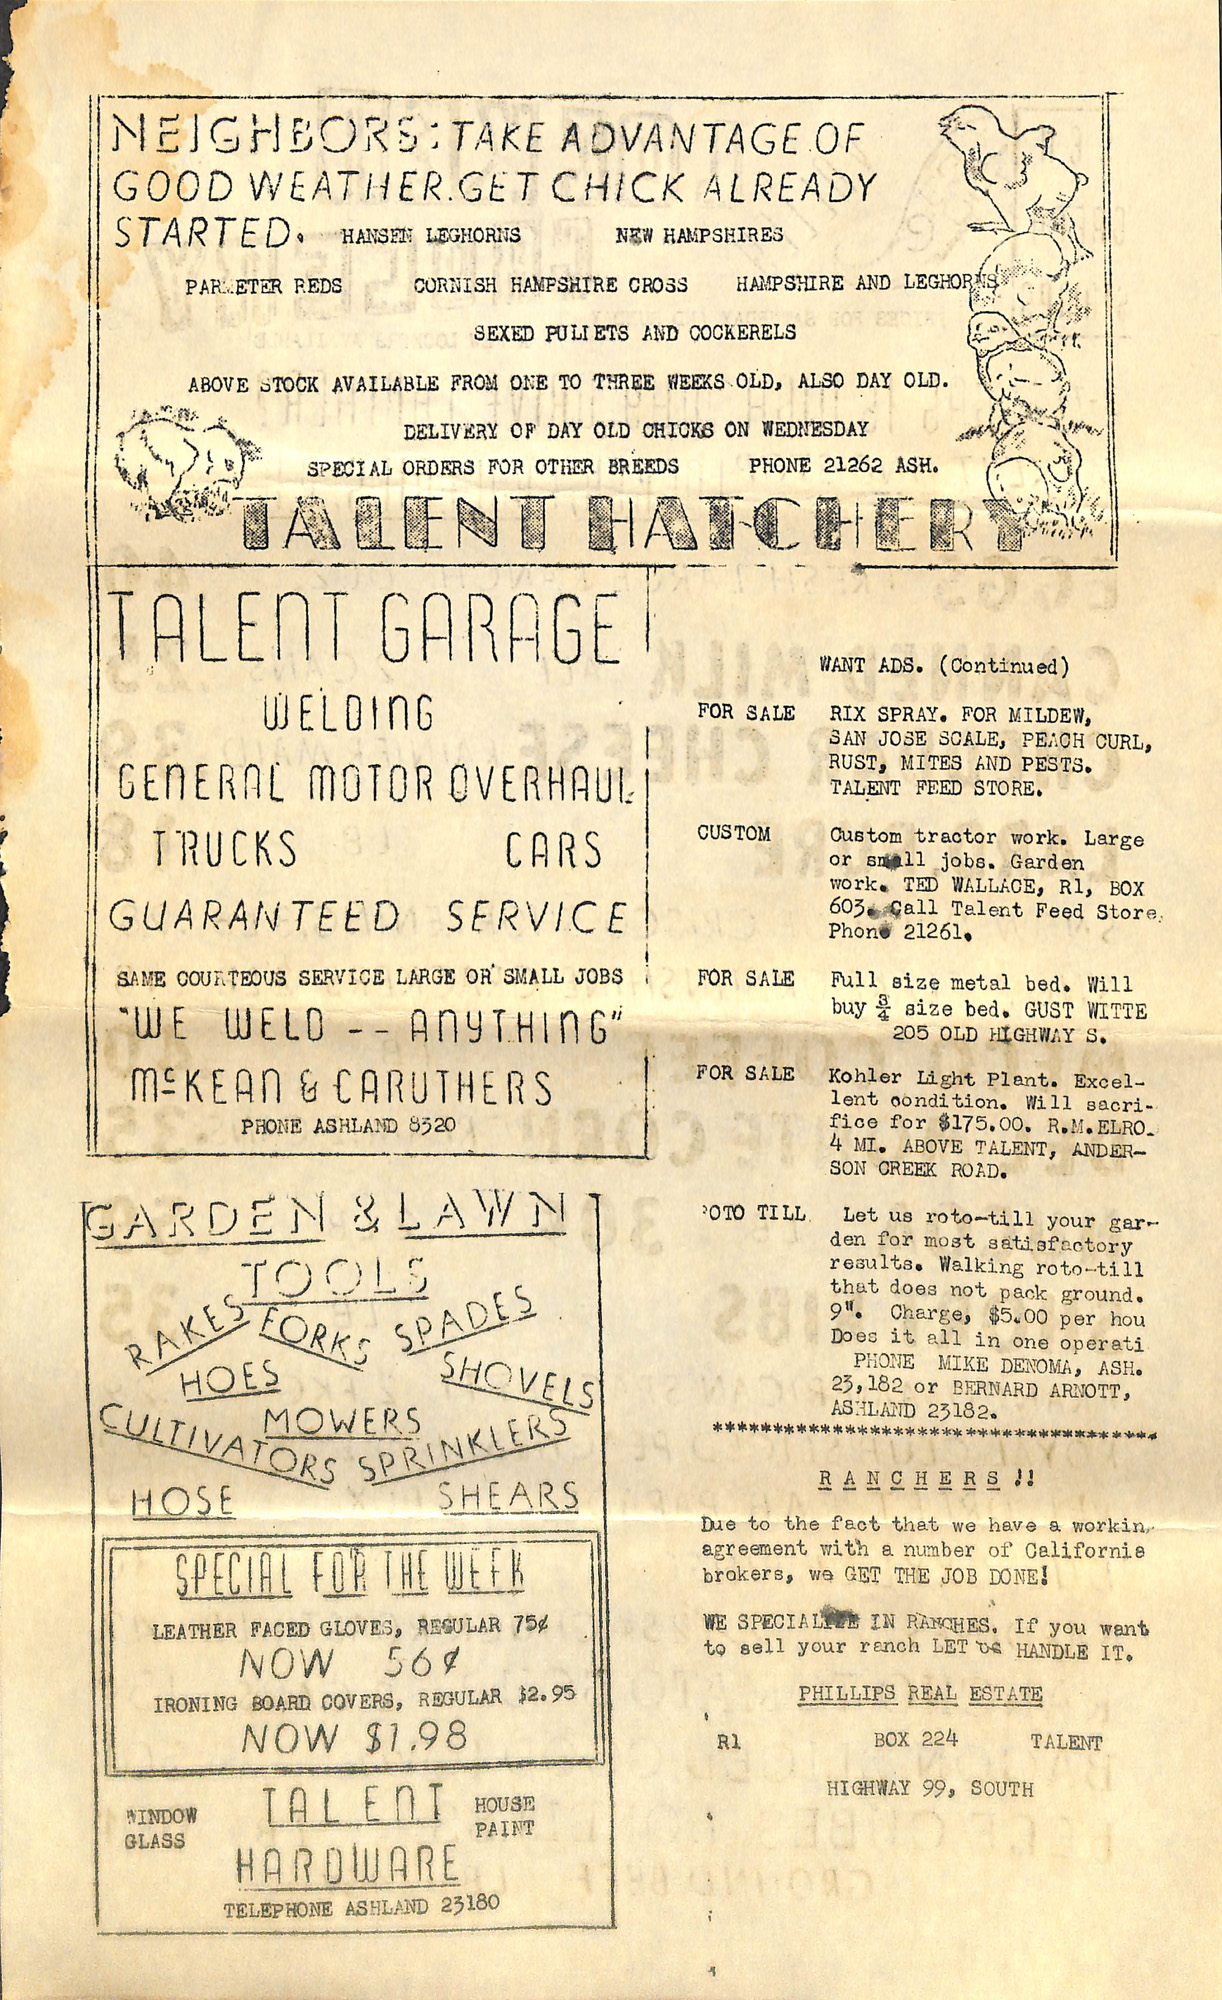 NEIGHBORS: TAKE ADVANTAGE OF
GOOD WEATHER. GET CHICK ALREADY
STARTED. HANSEN LEGHORNS NEW HAMPSHIRES
REDS CORNISH HAMPSHIRE CROSS HAMPSHIRE AND LEGHORNS
SEXED PULLETS AND COCKERELS
ABOVE STOCK AVAILABLE FROM ONE TO THREE WEEKS OLD, ALSO DAY OLD.
DELIVERY OF DAY OLD CHICKS ON WEDNESDAY
SPECIAL ORDERS FOR OTHER BREEDS PHONE 21262 ASH.
TALENT HATCHERY
TALENT GARAGE
WELDING
GENERAL MOTOR OVERHAUL
TRUCKS CARS
GUARANTEED SERVICE
SAME COURTEOUS SERVICE LARGE OR SMALL JOBS
"WE WELD -- ANYTHING"
McKEAN & CARUTHERS
PHONE ASHLAND 8320
GARDEN & LAWN
TOOLS
RAKES FORKS SPADES
HOES SHOVELS
MOWERS
CULTIVATORS SPRINKLERS
HOSE SHEARS
SPECIAL FOR THE WEEK
LEATHER FACED GLOVES, REGULAR 75¢
NOW 56¢
IRONING BOARD COVERS, REGULAR $2.95
NOW $1.98
WINDOW GLASS
TALENT
HOUSE PAINT
HARDWARE
TELEPHONE ASHLAND 23180
WANT ADS. (Continued)
FOR SALE RIX SPRAY. FOR MILDEW,
SAN JOSE SCALE, PEACH CURL,
RUST, MITES AND PESTS.
TALENT FEED STORE.
CUSTOM Custom tractor work. Large
or small jobs. Garden
work. TED WALLACE, R1, BOX
603. Call Talent Feed Store.
Phone 21261.
FOR SALE Full size metal bed. Will
buy ¾ size bed. GUST WITTE
205 OLD HIGHWAY S.
FOR SALE Kohler Light Plant. Excel-
lent condition. Will sacri-
fice for $175.00. R.M.ELRO
4 MI. ABOVE TALENT, ANDER-
SON CREEK ROAD.
OTO TILL Let us roto-till your gar-
den for most satisfactory
results. Walking roto-till
that does not pack ground.
9". Charge, $5.00 per hou
Does it all in one operati
PHONE MIKE DENOMA, ASH.
23,182 or BERNARD ARNOTT,
ASHLAND 23182.
*************************************
RANCHERS!!
Due to the fact that we have a workin
agreement with a number of California
brokers, we GET THE JOB DONE!
WE SPECIALIZE IN RANCHES. If you want
to sell your ranch LET US HANDLE IT.
PHILLIPS REAL ESTATE
R1 BOX 224 TALENT
HIGHWAY 99, SOUTH